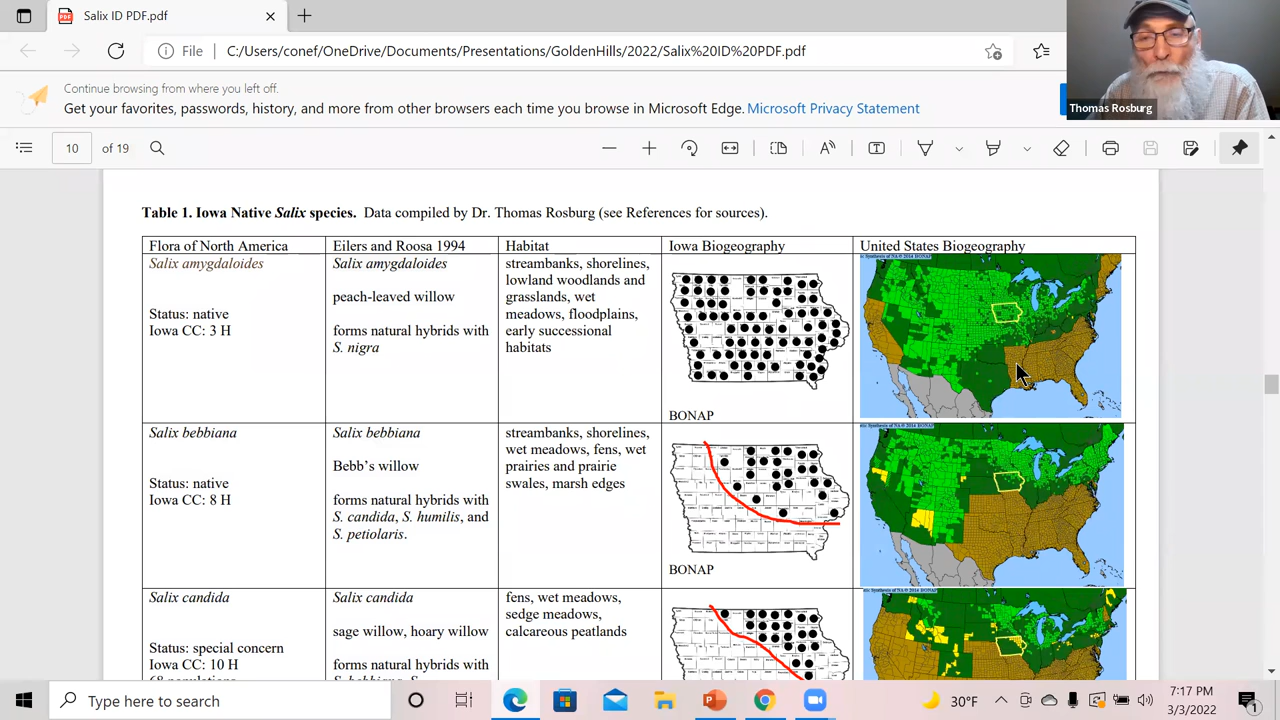 Salix ID PDF.pdf
File
C:/Users/conef/OneDrive/Documents/Presentations/GoldenHills/2022/Salix%20ID%20PDF.pdf
Continue browsing from where you left off.
Get your favorites, passwords, history, and more from other browsers each time you browse in Microsoft Edge. Microsoft Privacy Statement
Thomas Rosburg
10 of 19
Table 1. Iowa Native Salix species. Data compiled by Dr. Thomas Rosburg (see References for sources).
Flora of North America
Eilers and Roosa 1994
Habitat
Iowa Biogeography
United States Biogeography
Salix amygdaloides
Status: native
Iowa CC: 3 H
Salix amygdaloides
peach-leaved willow
forms natural hybrids with
S. nigra
streambanks, shorelines,
lowland woodlands and
grasslands, wet
meadows, floodplains,
early successional
habitats
BONAP
Salix bebbiana
Status: native
Iowa CC: 8 H
Salix bebbiana
Bebb's willow
forms natural hybrids with
S. candida, S. humilis, and
S. petiolaris.
streambanks, shorelines,
wet meadows, fens, wet
prairies and prairie
swales, marsh edges
BONAP
Salix candida
Status: special concern
Iowa CC: 10 H
Salix candida
sage willow, hoary willow
forms natural hybrids with
fens, wet meadows,
sedge meadows,
calcareous peatlands
Type here to search
30°F
7:17 PM
3/3/2022